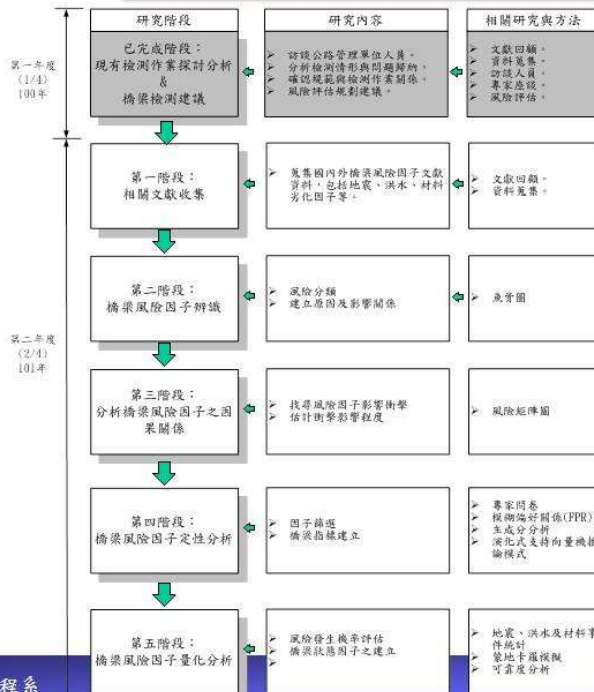 研究階段
研究內容
相關研究與方法
第一年度
(1/4)
100年
已完成階段：
現有檢測作業探討分析
&
橋梁檢測建議
➢ 訪談公路管理單位人員。
➢ 分析檢測情形與問題歸納。
➢ 確認規範與檢測作業關係。
➢ 風險評估規劃建議。
➢ 文獻回顧。
➢ 資料蒐集。
➢ 訪談人員。
➢ 專家座談。
➢ 風險評估。
第二年度
(2/4)
101年
第一階段：
相關文獻收集
➢ 蒐集國內外橋梁風險因子文獻
資料，包括地震、洪水、材料
劣化因子等。
➢ 文獻回顧。
➢ 資料蒐集。
第二階段：
橋梁風險因子辨識
➢ 風險分類
➢ 建立原因及影響關係
➢ 魚骨圖
第三階段：
分析橋梁風險因子之因
果關係
➢ 找尋風險因子影響衝擊
➢ 估計衝擊影響程度
➢ 風險矩陣圖
第四階段：
橋梁風險因子定性分析
➢ 因子篩選
➢ 橋梁指標建立
➢ 專家問卷
➢ 模糊偏好關係(FPR)
➢ 主成分分析
➢ 演化式支持向量機推
論模式
第五階段：
橋梁風險因子量化分析
➢ 風險發生機率評估
➢ 橋梁狀態因子之建立
➢
➢ 地震、洪水及材料事
件統計
➢ 蒙地卡羅模擬
➢ 可靠度分析
程系